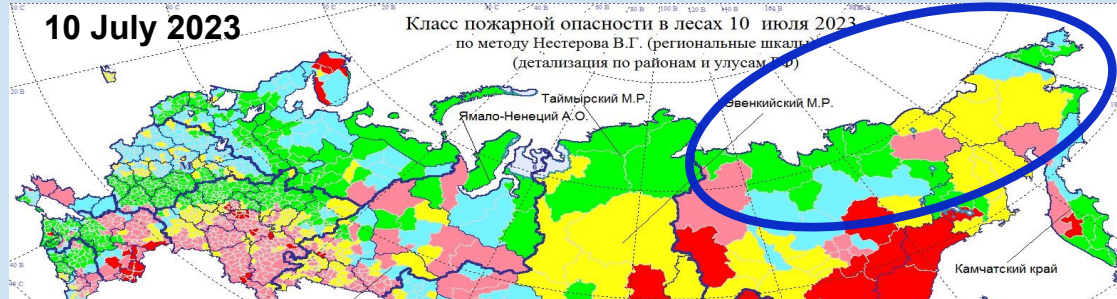 10 July 2023
Класс пожарной опасности в лесах 10 июля 2023
по методу Нестерова В.Г. (региональные шкалы)
(детализация по районам и улусам РФ)
Таймырский М.Р.
Эвенкийский М.Р.
Ямало-Ненеций А.О.
Камчатский край